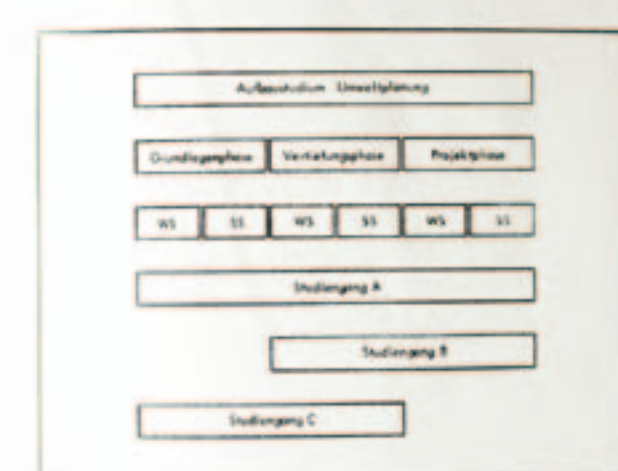 Aufbaustudium Umweltplanung
Grundlagenphase Vertiefungsphase Projektphase
WS SS WS SS WS SS
Studiengang A
Studiengang B
Studiengang C